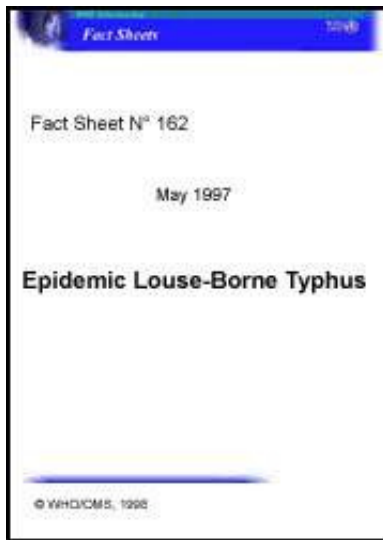 Fact Sheets
Fact Sheet N° 162
May 1997
Epidemic Louse-Borne Typhus
© WHO/OMS, 1998